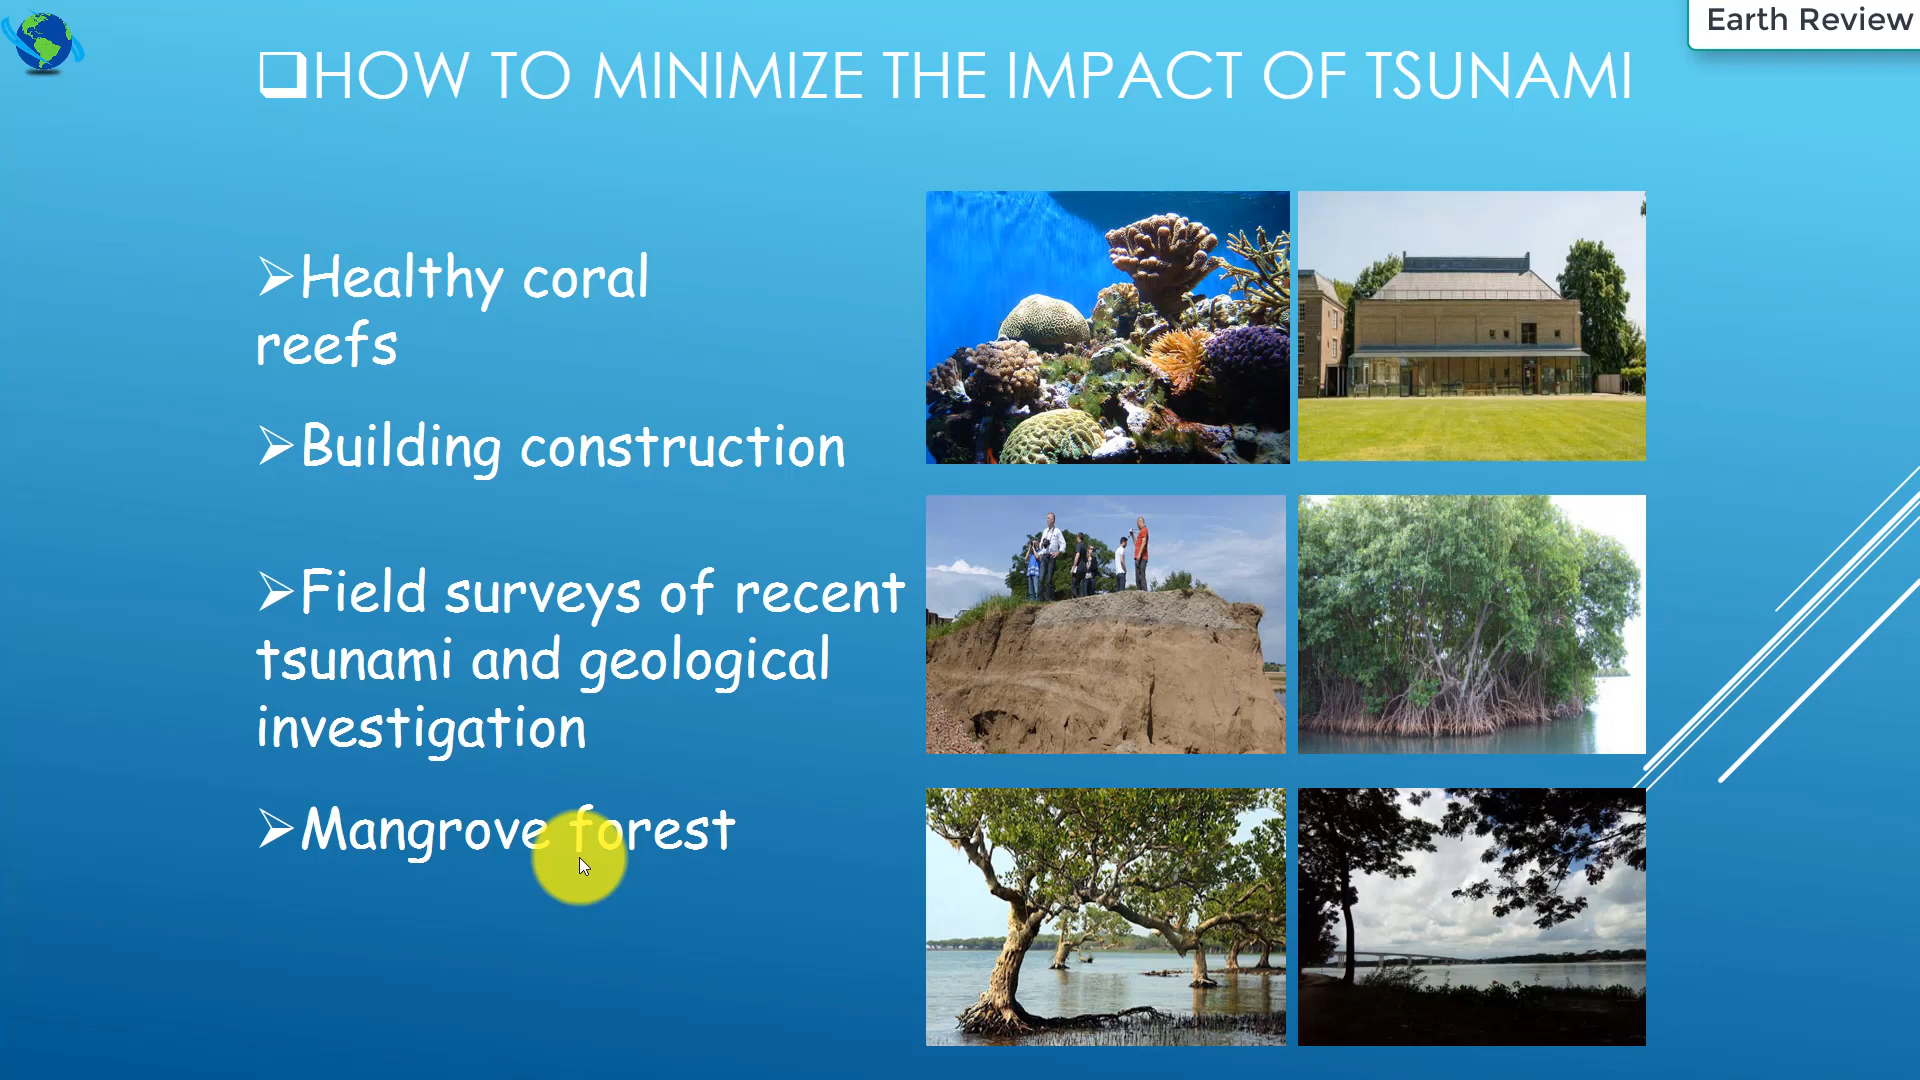 Earth Review
❑HOW TO MINIMIZE THE IMPACT OF TSUNAMI
➢Healthy coral
reefs
➢Building construction
➢Field surveys of recent
tsunami and geological
investigation
➢Mangrove forest